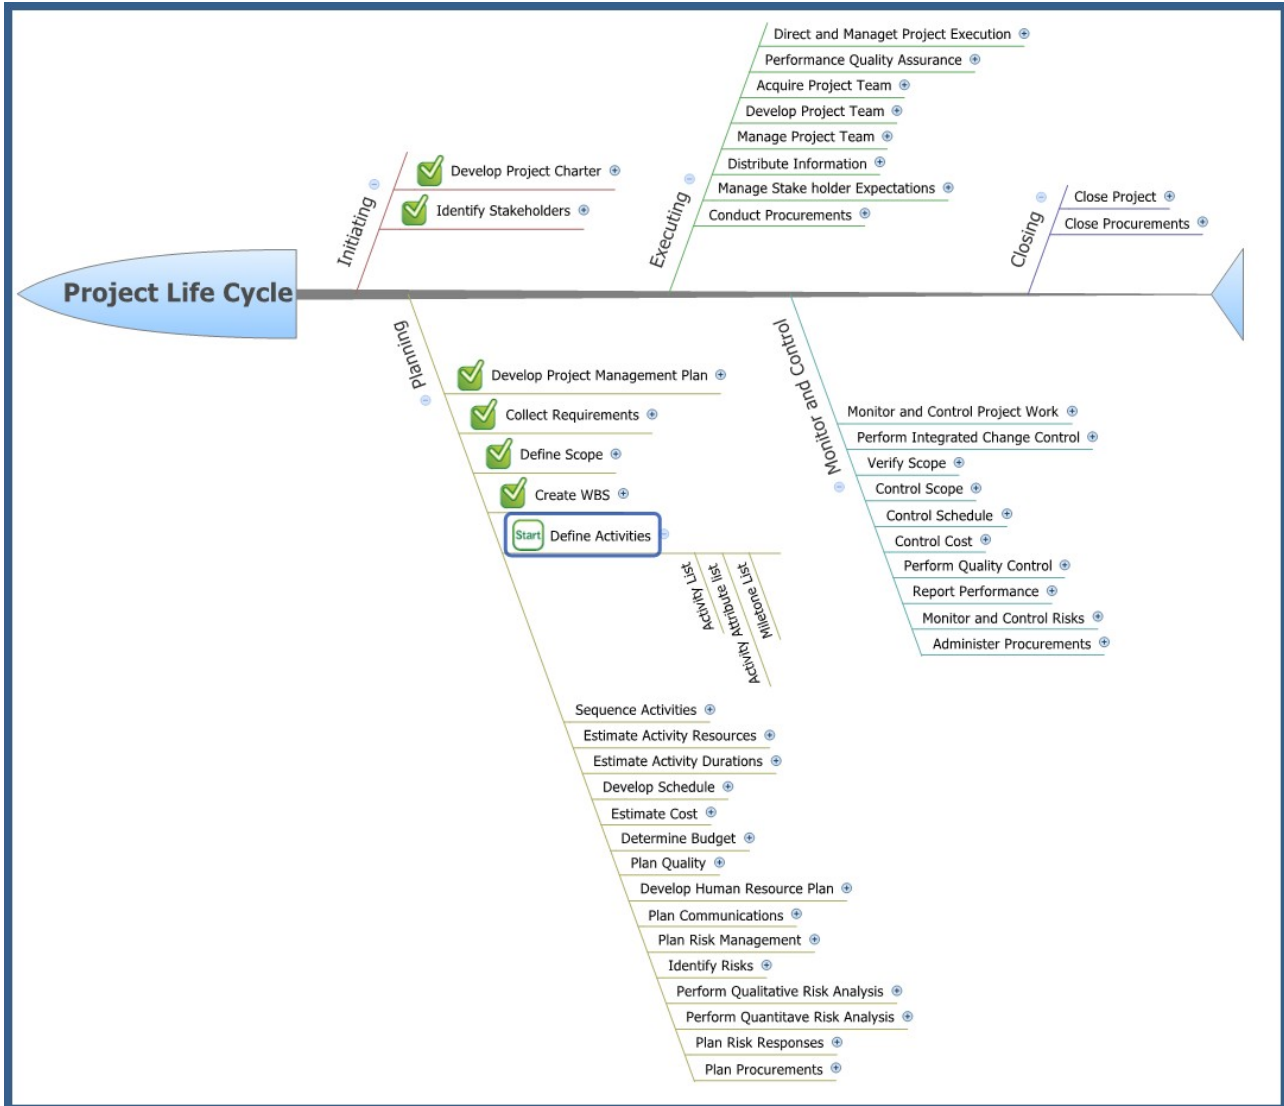 Project Life Cycle
Initiating
Develop Project Charter
Identify Stakeholders
Planning
Develop Project Management Plan
Collect Requirements
Define Scope
Create WBS
Start
Define Activities
Activity List
Activity Attribute list
Miletone List
Sequence Activities
Estimate Activity Resources
Estimate Activity Durations
Develop Schedule
Estimate Cost
Determine Budget
Plan Quality
Develop Human Resource Plan
Plan Communications
Plan Risk Management
Identify Risks
Perform Qualitative Risk Analysis
Perform Quantitave Risk Analysis
Plan Risk Responses
Plan Procurements
Executing
Direct and Managet Project Execution
Performance Quality Assurance
Acquire Project Team
Develop Project Team
Manage Project Team
Distribute Information
Manage Stake holder Expectations
Conduct Procurements
Monitor and Control
Monitor and Control Project Work
Perform Integrated Change Control
Verify Scope
Control Scope
Control Schedule
Control Cost
Perform Quality Control
Report Performance
Monitor and Control Risks
Administer Procurements
Closing
Close Project
Close Procurements